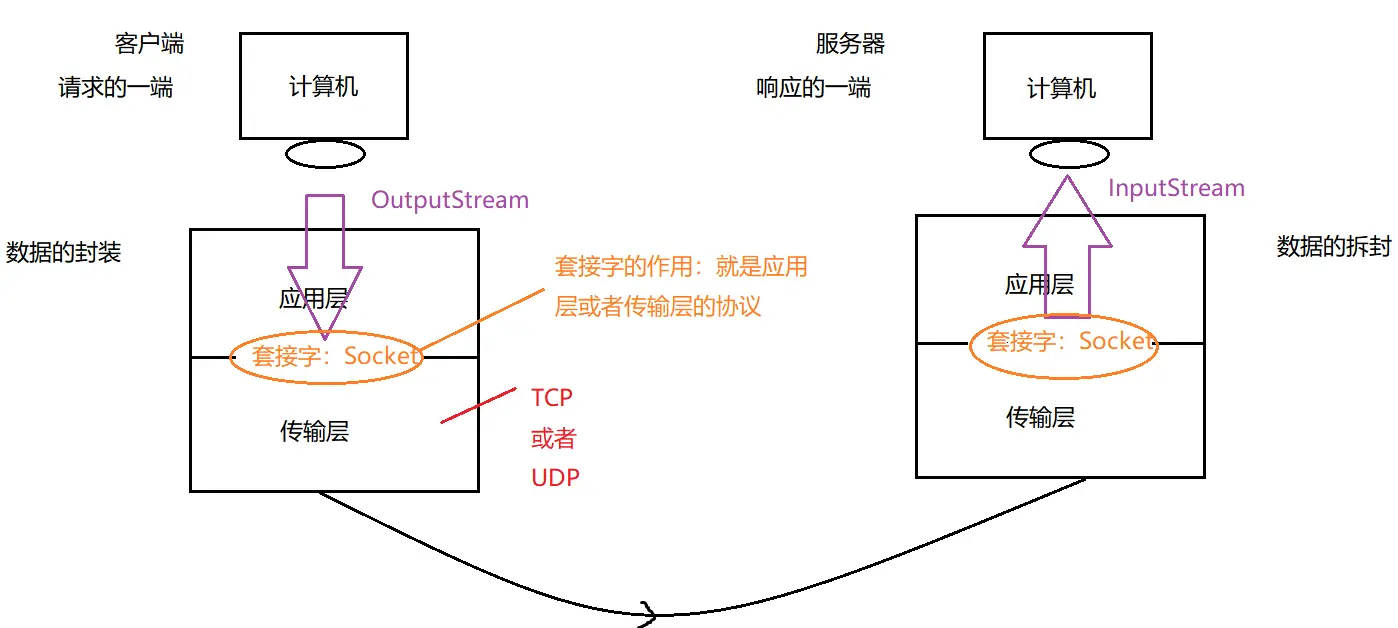 客户端
请求的一端
计算机
服务器
响应的一端
计算机
OutputStream
InputStream
数据的封装
应用层
套接字的作用：就是应用
层或者传输层的协议
应用层
数据的拆封
套接字：Socket
套接字：Socket
传输层
TCP
或者
UDP
传输层